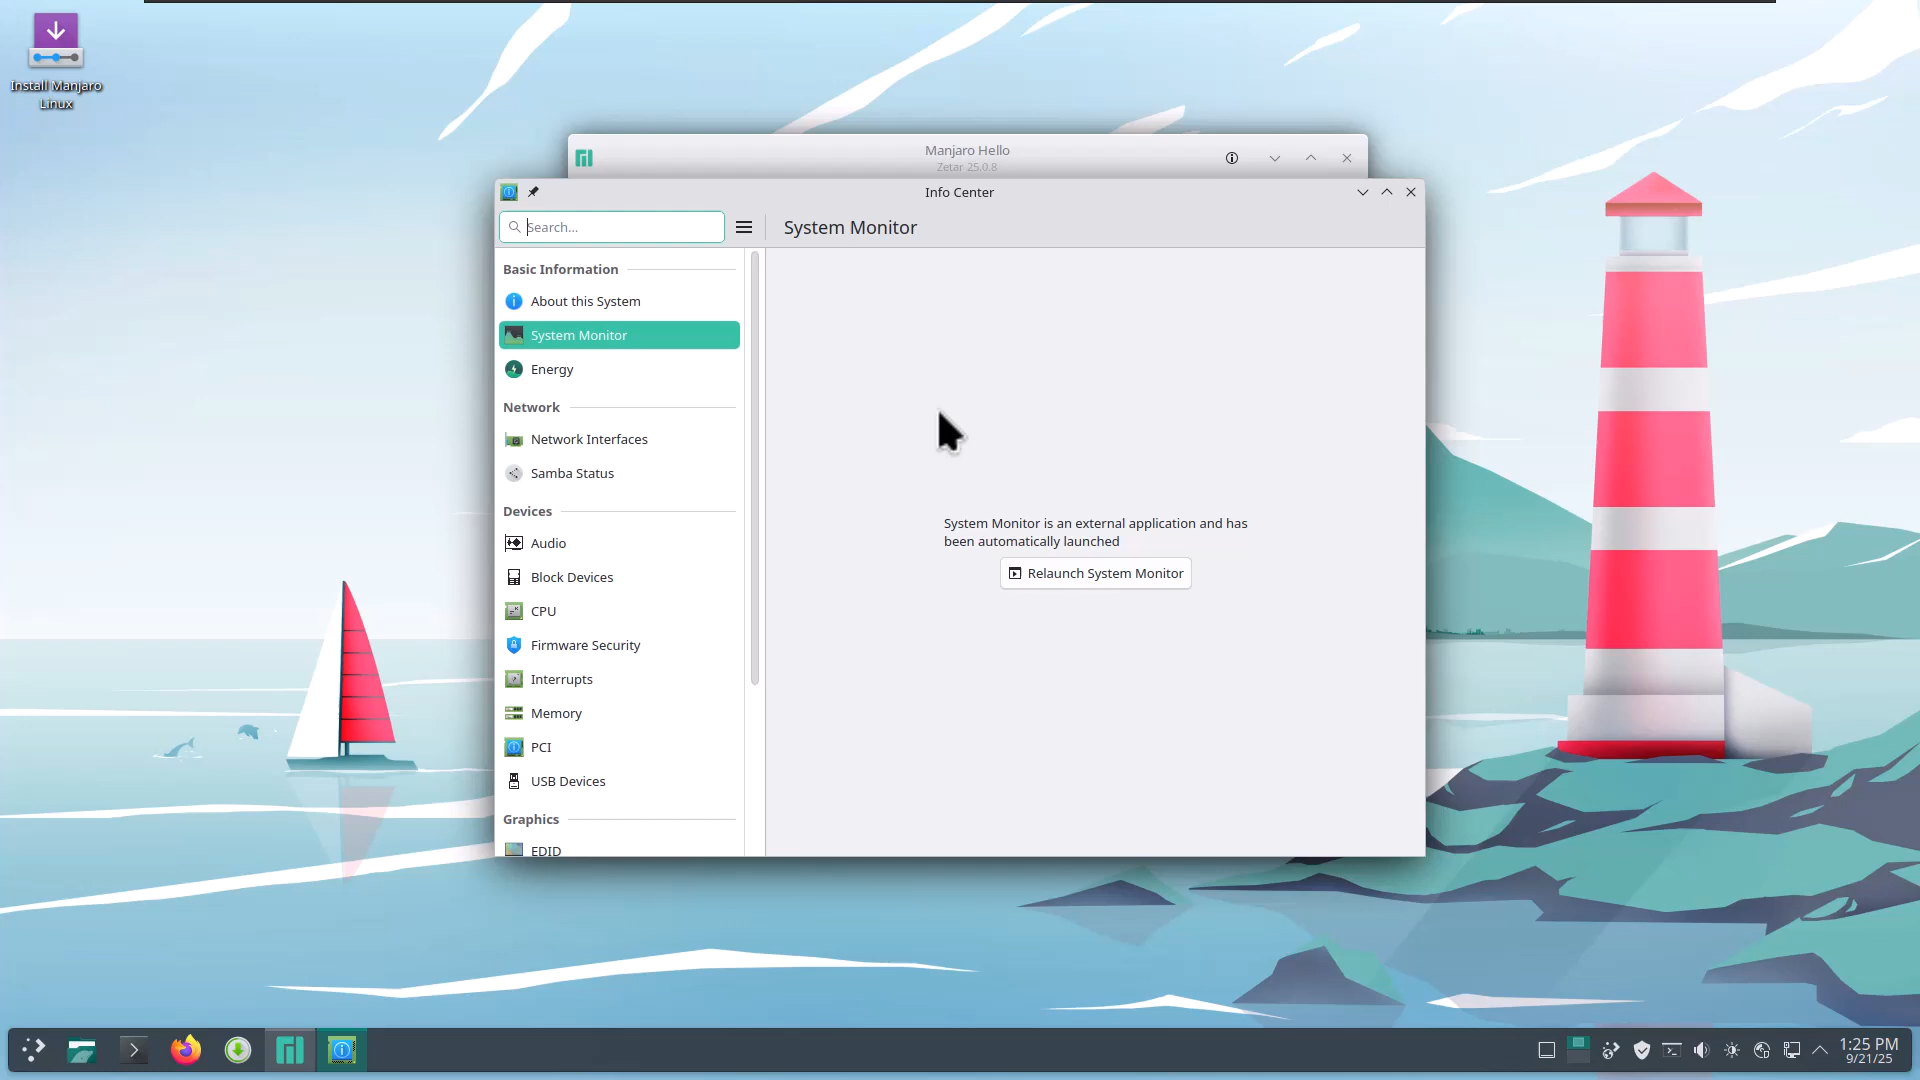 Install Manjaro
Linux
Manjaro Hello
Zetar 25.0.8
Info Center
Search...
System Monitor
Basic Information
About this System
System Monitor
Energy
Network
Network Interfaces
Samba Status
Devices
Audio
Block Devices
CPU
Firmware Security
Interrupts
Memory
PCI
USB Devices
Graphics
EDID
System Monitor is an external application and has
been automatically launched
Relaunch System Monitor
1:25 PM
9/21/25